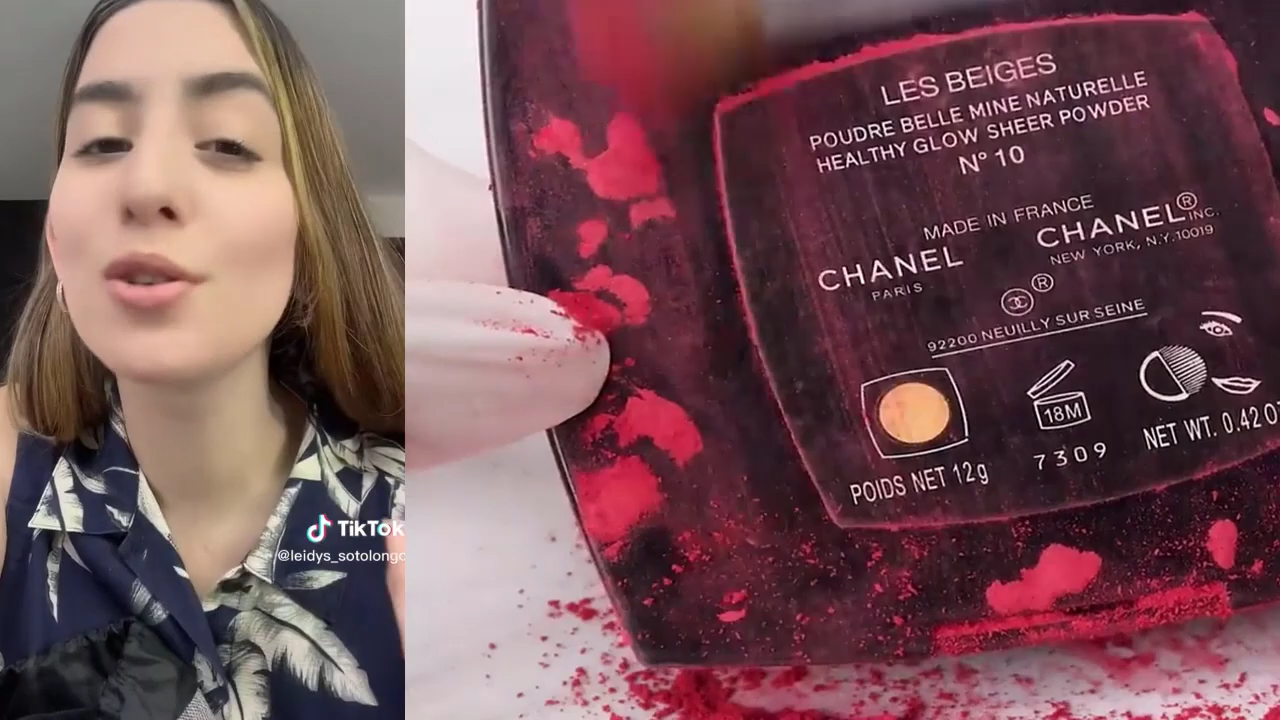 TikTok
@leidys_sotolongo
LES BEIGES
POUDRE BELLE MINE NATURELLE
HEALTHY GLOW SHEER POWDER
N° 10
MADE IN FRANCE
CHANEL
PARIS
CHANEL® INC.
NEW YORK, N.Y. 10019
®
92200 NEUILLY SUR SEINE
18M
7309
POIDS NET 12g
NET WT. 0.42